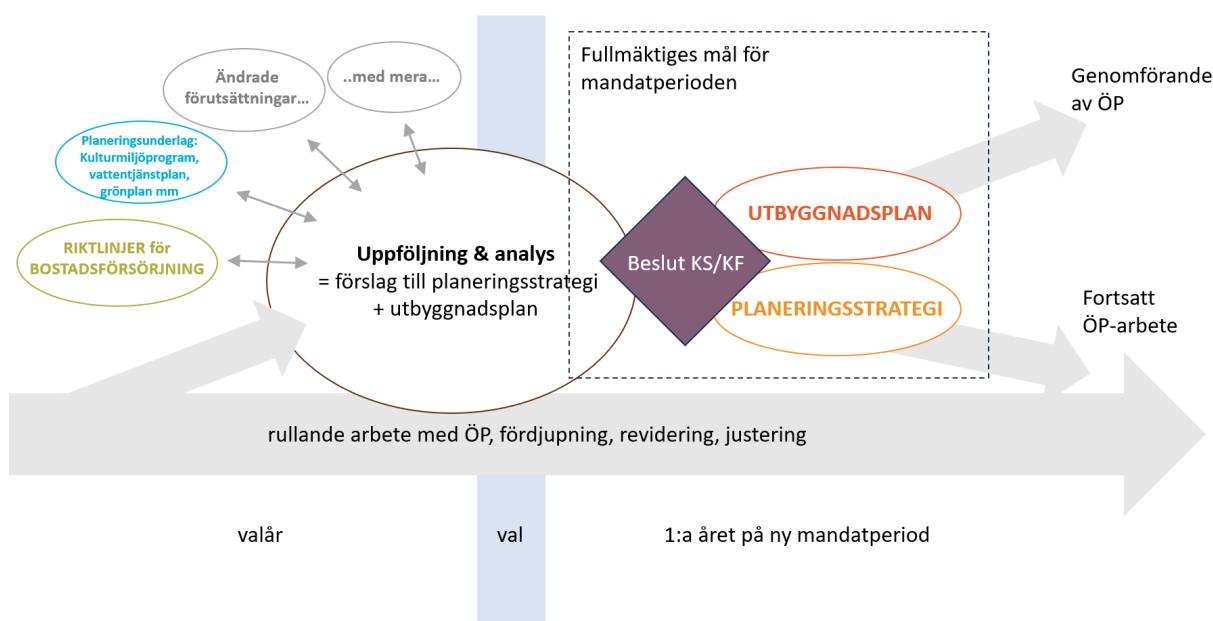 Fullmäktiges mål för
mandatperioden
Ändrade
förutsättningar…
..med mera…
Genomförande
av ÖP
Planeringsunderlag:
Kulturmiljöprogram,
vattentjänstplan,
grönplan mm
RIKTLINJER för
BOSTADSFÖRSÖRJNING
Uppföljning & analys
= förslag till planeringsstrategi
+ utbyggnadsplan
Beslut KS/KF
UTBYGGNADSPLAN
PLANERINGSSTRATEGI
Fortsatt
ÖP-arbete
rullande arbete med ÖP, fördjupning, revidering, justering
valår
val
1:a året på ny mandatperiod